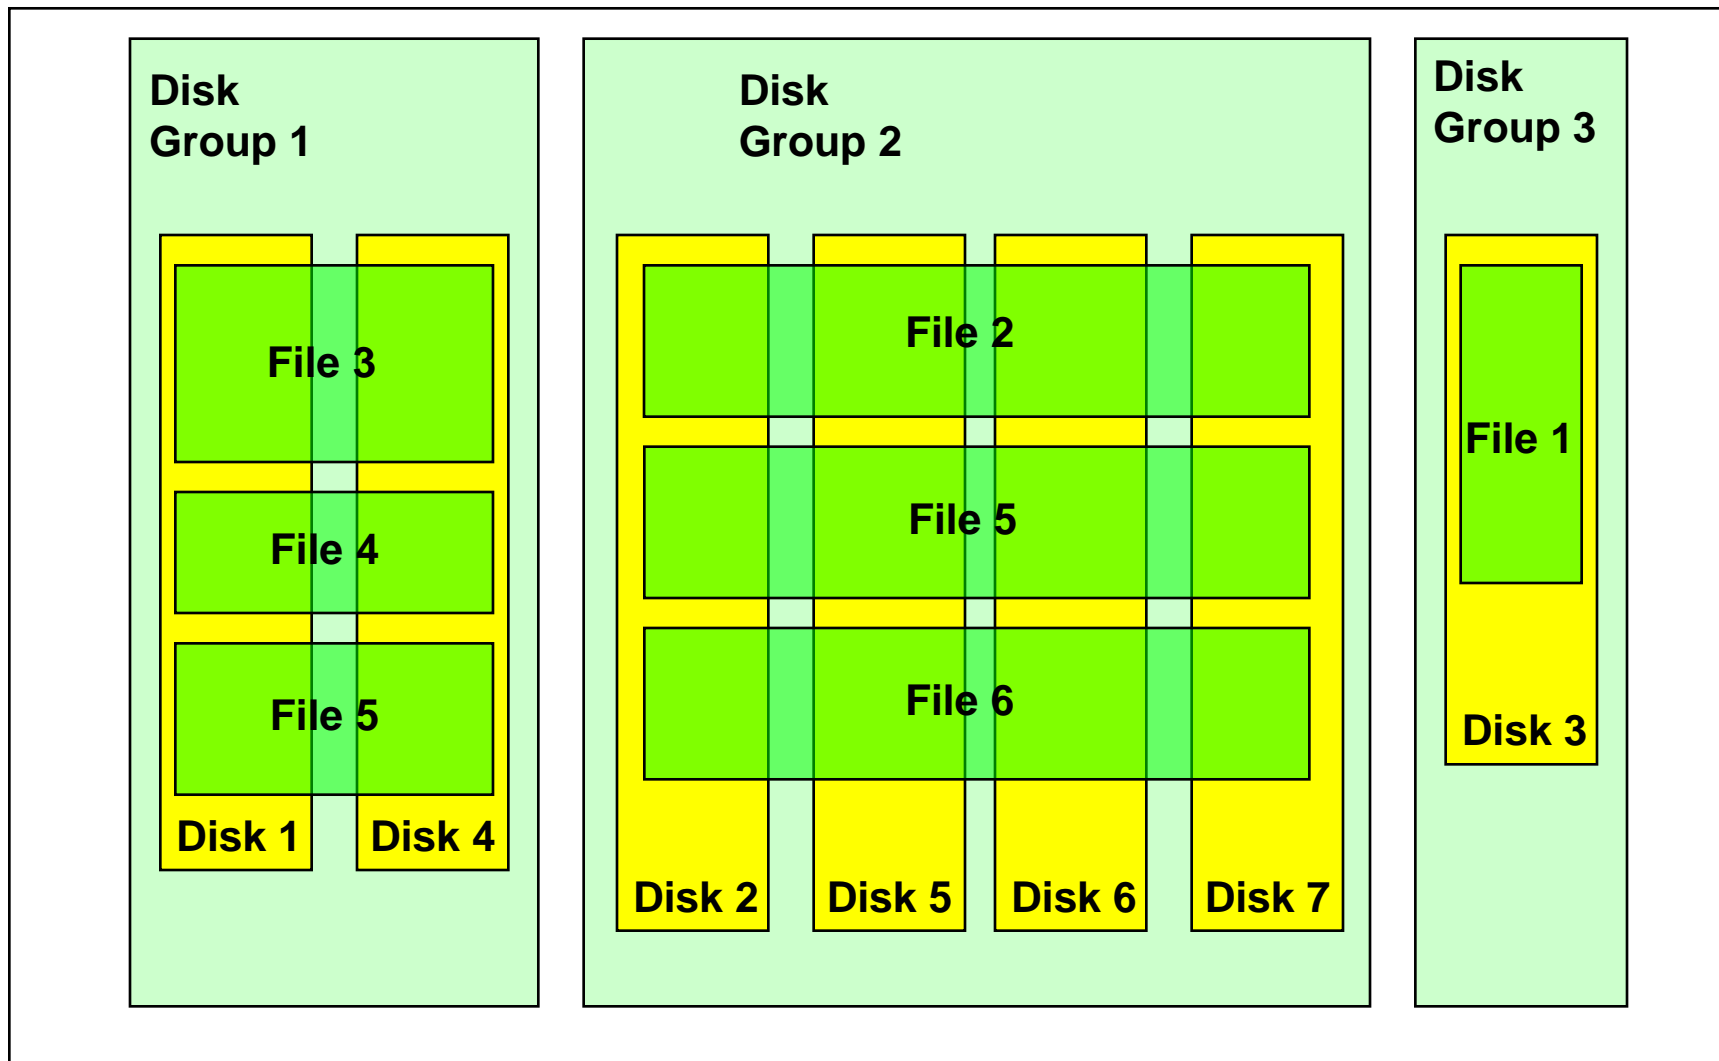 Disk
Group 1
File 3
File 4
File 5
Disk 1
Disk 4
Disk
Group 2
File 2
File 5
File 6
Disk 2
Disk 5
Disk 6
Disk 7
Disk
Group 3
File 1
Disk 3